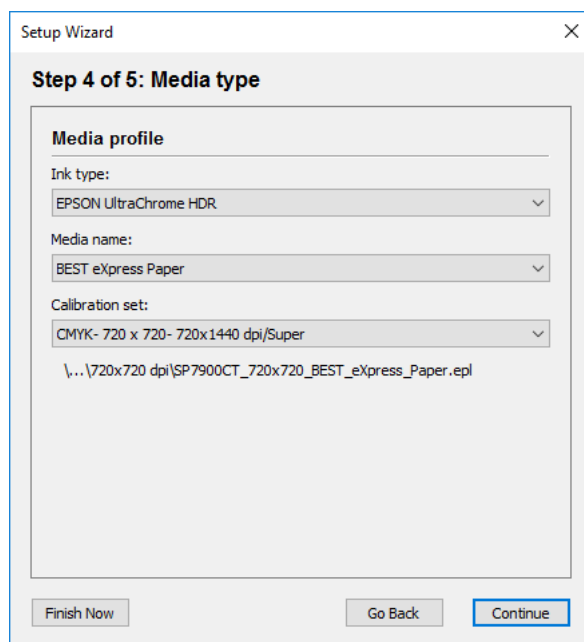 Setup Wizard
Step 4 of 5: Media type
Media profile
Ink type:
EPSON UltraChrome HDR
Media name:
BEST eXpress Paper
Calibration set:
CMYK- 720 x 720- 720x1440 dpi/Super
\...\720x720 dpi\SP7900CT_720x720_BEST_eXpress_Paper.epl
Finish Now Go Back Continue